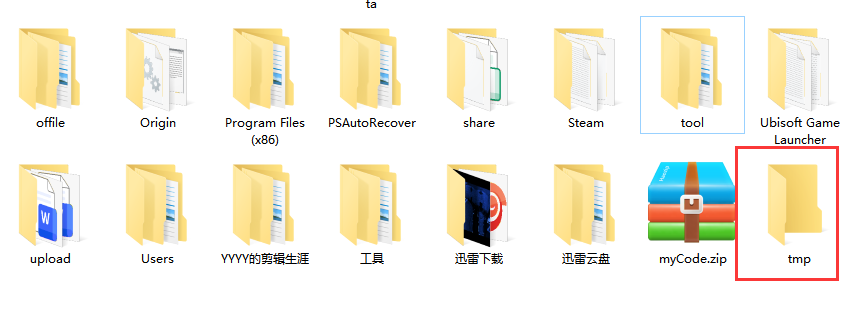 ta
offile
Origin
Program Files
(x86)
PSAutoRecover
share
Steam
tool
Ubisoft Game
Launcher
upload
Users
YYYY的剪辑生涯
工具
迅雷下载
迅雷云盘
myCode.zip
tmp
W